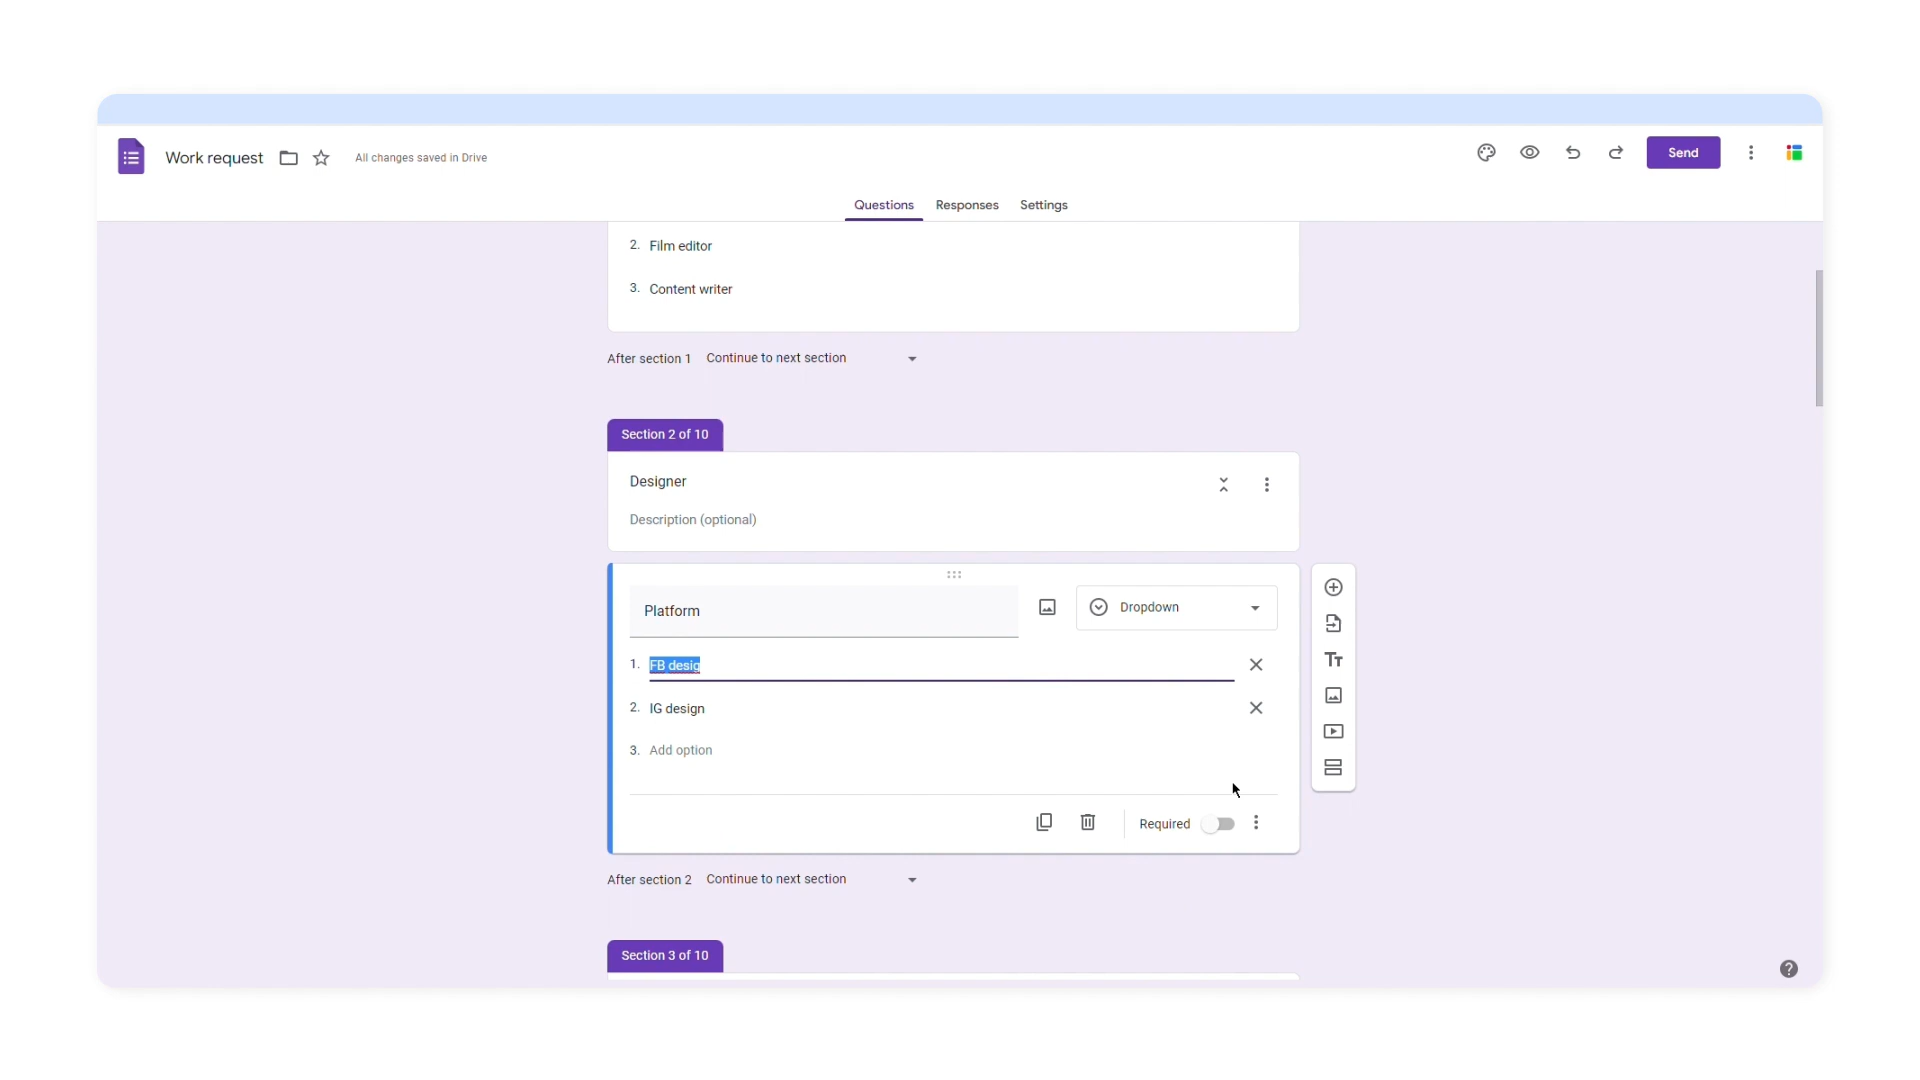 Work request
All changes saved in Drive
Send
Questions Responses Settings
2. Film editor
3. Content writer
After section 1 Continue to next section
Section 2 of 10
Designer
Description (optional)
Platform
Dropdown
1. FB desig
2. IG design
3. Add option
Required
After section 2 Continue to next section
Section 3 of 10